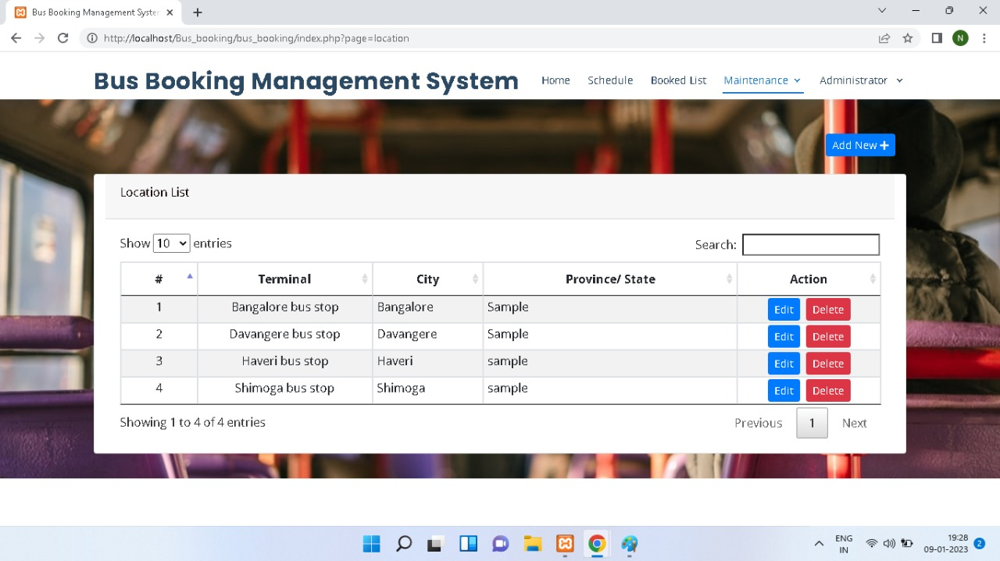 Bus Booking Management Syster
http://localhost/Bus_booking/bus_booking/index.php?page=location
N
Bus Booking Management System
Home Schedule Booked List Maintenance Administrator
Add New
Location List
Show 10 entries
Search:
# Terminal City Province/ State Action
1 Bangalore bus stop Bangalore Sample Edit Delete
2 Davangere bus stop Davangere Sample Edit Delete
3 Haveri bus stop Haveri sample Edit Delete
4 Shimoga bus stop Shimoga sample Edit Delete
Showing 1 to 4 of 4 entries
Previous 1 Next
ENG
IN
19:28
09-01-2023
2